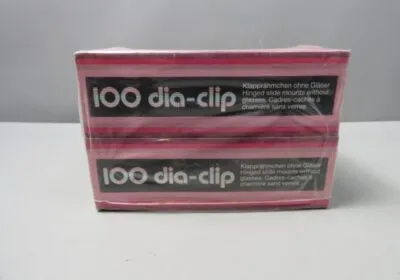 100 dia-clip
Klapprähmchen ohne Gläser
Hinged slide mounts without
glasses. Cadres-caches à
charnière sans verres
100 dia-clip
Klapprähmchen ohne Gläser
Hinged slide mounts without
glasses. Cadres-caches à
charnière sans verres